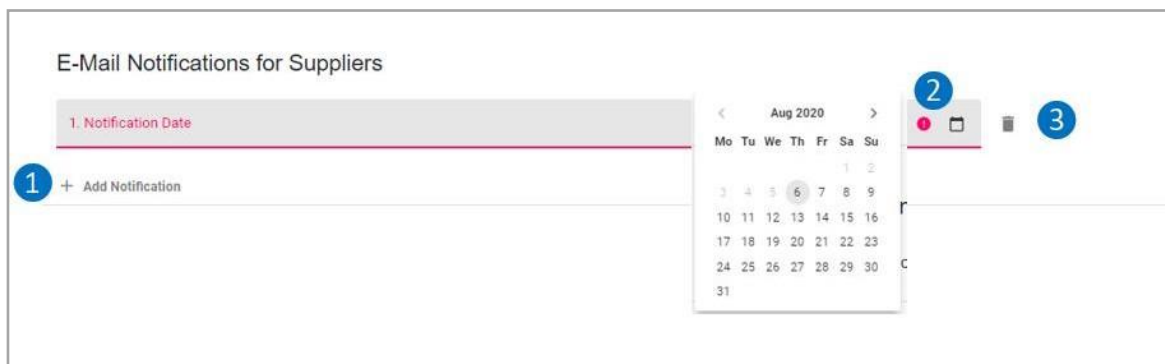 E-Mail Notifications for Suppliers
2
1. Notification Date
3
1
+ Add Notification
< Aug 2020 >
Mo Tu We Th Fr Sa Su
1 2
3 4 5 6 7 8 9
10 11 12 13 14 15 16
17 18 19 20 21 22 23
24 25 26 27 28 29 30
31